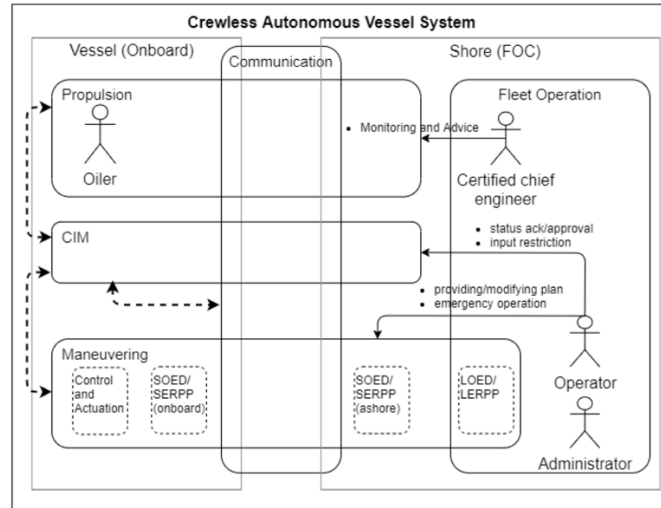 Crewless Autonomous Vessel System
Vessel (Onboard)
Communication
Shore (FOC)
Propulsion
Oiler
Fleet Operation
• Monitoring and Advice
Certified chief
engineer
• status ack/approval
• input restriction
CIM
• providing/modifying plan
• emergency operation
Maneuvering
Control
and
Actuation
SOED/
SERPP
(onboard)
SOED/
SERPP
(ashore)
LOED/
LERPP
Operator
Administrator